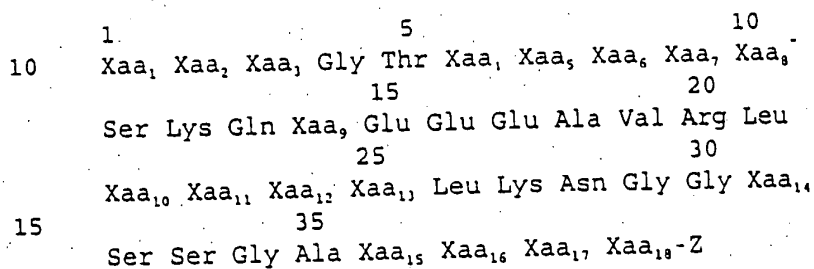 1 5 10
10 Xaa₁ Xaa₂ Xaa₃ Gly Thr Xaa₄ Xaa₅ Xaa₆ Xaa₇ Xaa₈-
15 20
Ser Lys Gln Xaa₉ Glu Glu Glu Ala Val Arg Leu
25 30
Xaa₁₀ Xaa₁₁ Xaa₁₂ Xaa₁₃ Leu Lys Asn Gly Gly Xaa₁₄
15 35
Ser Ser Gly Ala Xaa₁₅ Xaa₁₆ Xaa₁₇ Xaa₁₈-Z